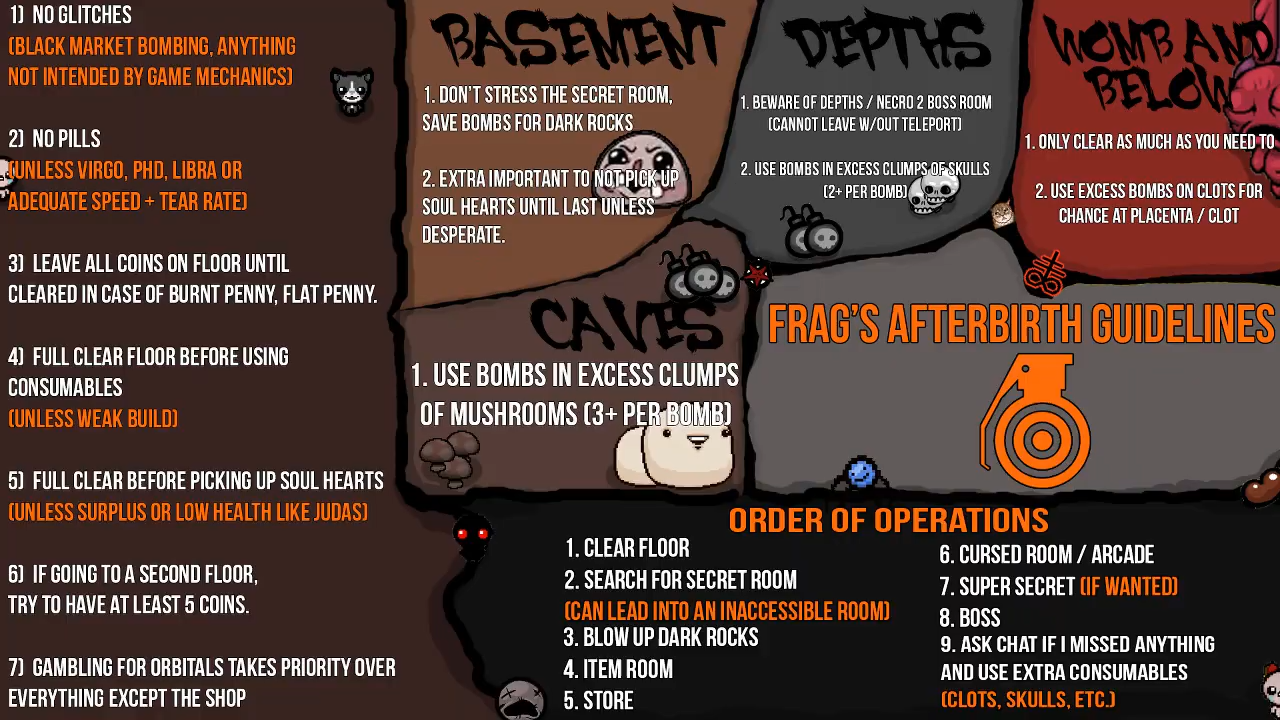 1) NO GLITCHES
(BLACK MARKET BOMBING, ANYTHING
NOT INTENDED BY GAME MECHANICS)
2) NO PILLS
(UNLESS VIRGO, PHD, LIBRA OR
ADEQUATE SPEED + TEAR RATE)
3) LEAVE ALL COINS ON FLOOR UNTIL
CLEARED IN CASE OF BURNT PENNY, FLAT PENNY.
4) FULL CLEAR FLOOR BEFORE USING
CONSUMABLES
(UNLESS WEAK BUILD)
5) FULL CLEAR BEFORE PICKING UP SOUL HEARTS
(UNLESS SURPLUS OR LOW HEALTH LIKE JUDAS)
6) IF GOING TO A SECOND FLOOR,
TRY TO HAVE AT LEAST 5 COINS.
7) GAMBLING FOR ORBITALS TAKES PRIORITY OVER
EVERYTHING EXCEPT THE SHOP
BASEMENT
1. DON'T STRESS THE SECRET ROOM,
SAVE BOMBS FOR DARK ROCKS
2. EXTRA IMPORTANT TO NOT PICK UP
SOUL HEARTS UNTIL LAST UNLESS
DESPERATE.
DEPTHS
1. BEWARE OF DEPTHS / NECRO 2 BOSS ROOM
(CANNOT LEAVE W/OUT TELEPORT)
2. USE BOMBS IN EXCESS CLUMPS OF SKULLS
(2+ PER BOMB)
WOMB AND
BELOW
1. ONLY CLEAR AS MUCH AS YOU NEED TO
2. USE EXCESS BOMBS ON CLOTS FOR
CHANCE AT PLACENTA / CLOT
CAVES
1. USE BOMBS IN EXCESS CLUMPS
OF MUSHROOMS (3+ PER BOMB)
FRAG'S AFTERBIRTH GUIDELINES
ORDER OF OPERATIONS
1. CLEAR FLOOR
2. SEARCH FOR SECRET ROOM
(CAN LEAD INTO AN INACCESSIBLE ROOM)
3. BLOW UP DARK ROCKS
4. ITEM ROOM
5. STORE
6. CURSED ROOM / ARCADE
7. SUPER SECRET (IF WANTED)
8. BOSS
9. ASK CHAT IF I MISSED ANYTHING
AND USE EXTRA CONSUMABLES
(CLOTS, SKULLS, ETC.)